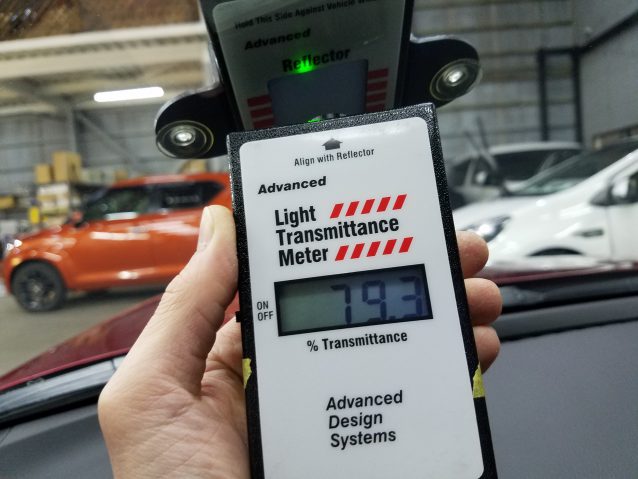 Hold This Side Against Vehicle
Advanced
Reflector
Align with Reflector
Advanced
Light
Transmittance
Meter
ON
OFF
79.3
% Transmittance
Advanced
Design
Systems